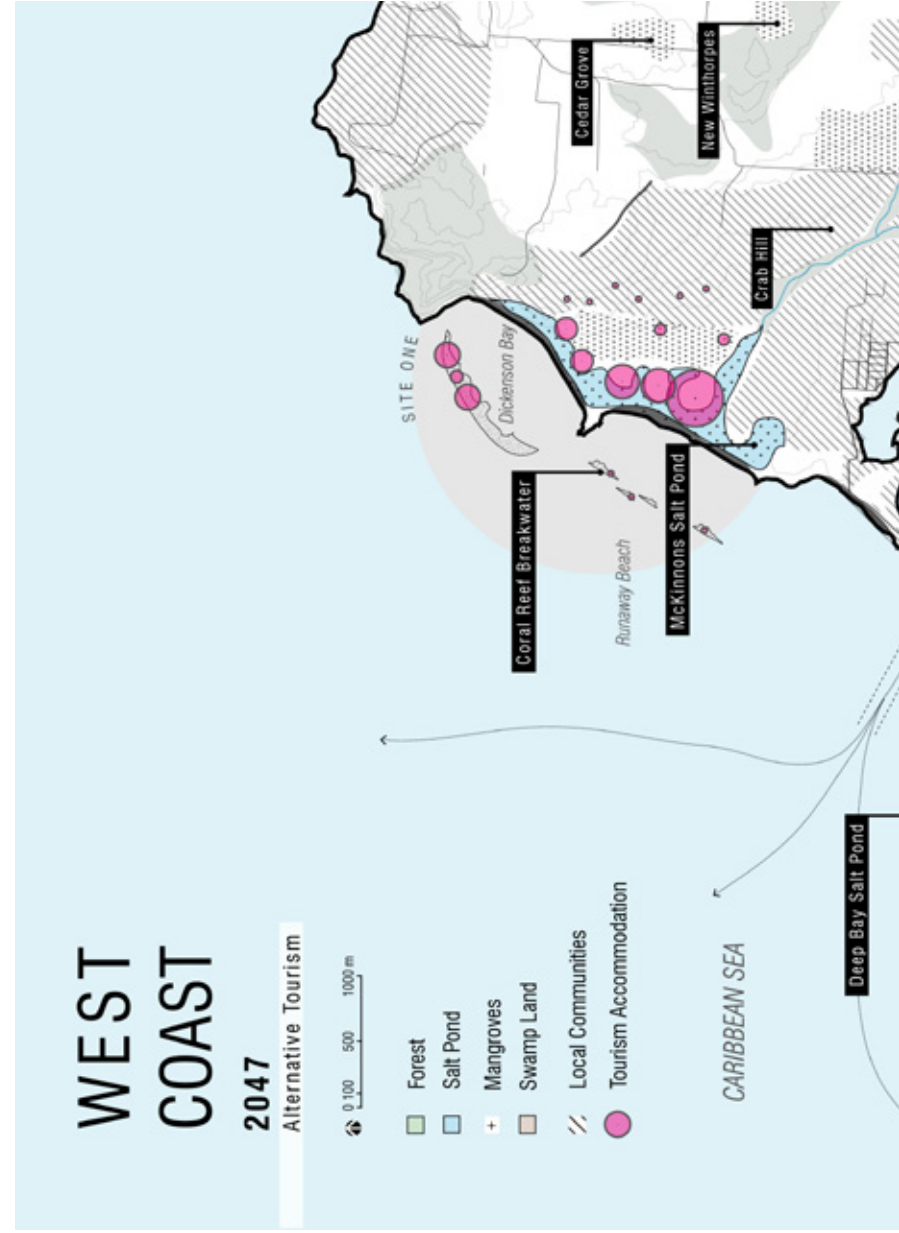 WEST
COAST
2047
Alternative Tourism
0 100 500 1000 m
Forest
Salt Pond
Mangroves
Swamp Land
Local Communities
Tourism Accommodation
CARIBBEAN SEA
Deep Bay Salt Pond
SITE ONE
Dickenson Bay
Coral Reef Breakwater
Runaway Beach
McKinnons Salt Pond
Cedar Grove
New Winthorpes
Crab Hill